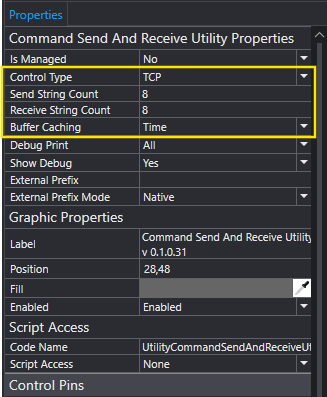 Properties
Command Send And Receive Utility Properties
Is Managed No
Control Type TCP
Send String Count 8
Receive String Count 8
Buffer Caching Time
Debug Print All
Show Debug Yes
External Prefix
External Prefix Mode Native
Graphic Properties
Label Command Send And Receive Utility
v 0.1.0.31
Position 28,48
Fill
Enabled Enabled
Script Access
Code Name UtilityCommandSendAndReceiveUt
Script Access None
Control Pins